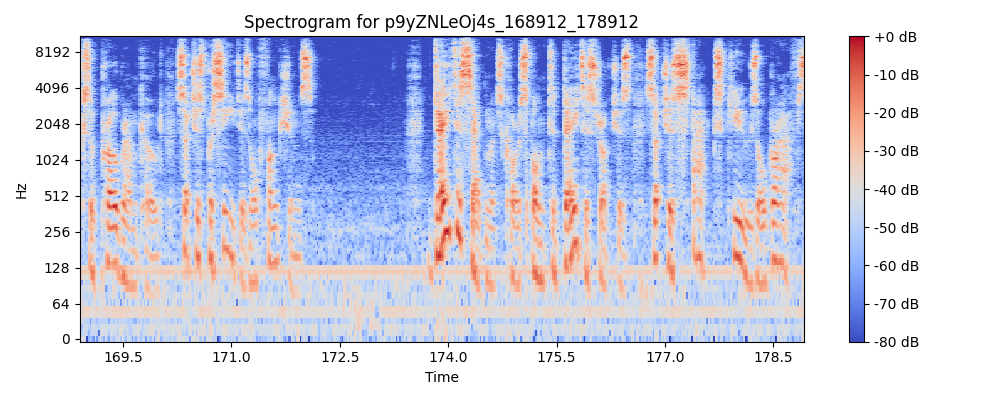 Spectrogram for p9yZNLeOj4s_168912_178912
Hz
8192
4096
2048
1024
512
256
128
64
0
169.5 171.0 172.5 174.0 175.5 177.0 178.5
Time
+0 dB
-10 dB
-20 dB
-30 dB
-40 dB
-50 dB
-60 dB
-70 dB
-80 dB